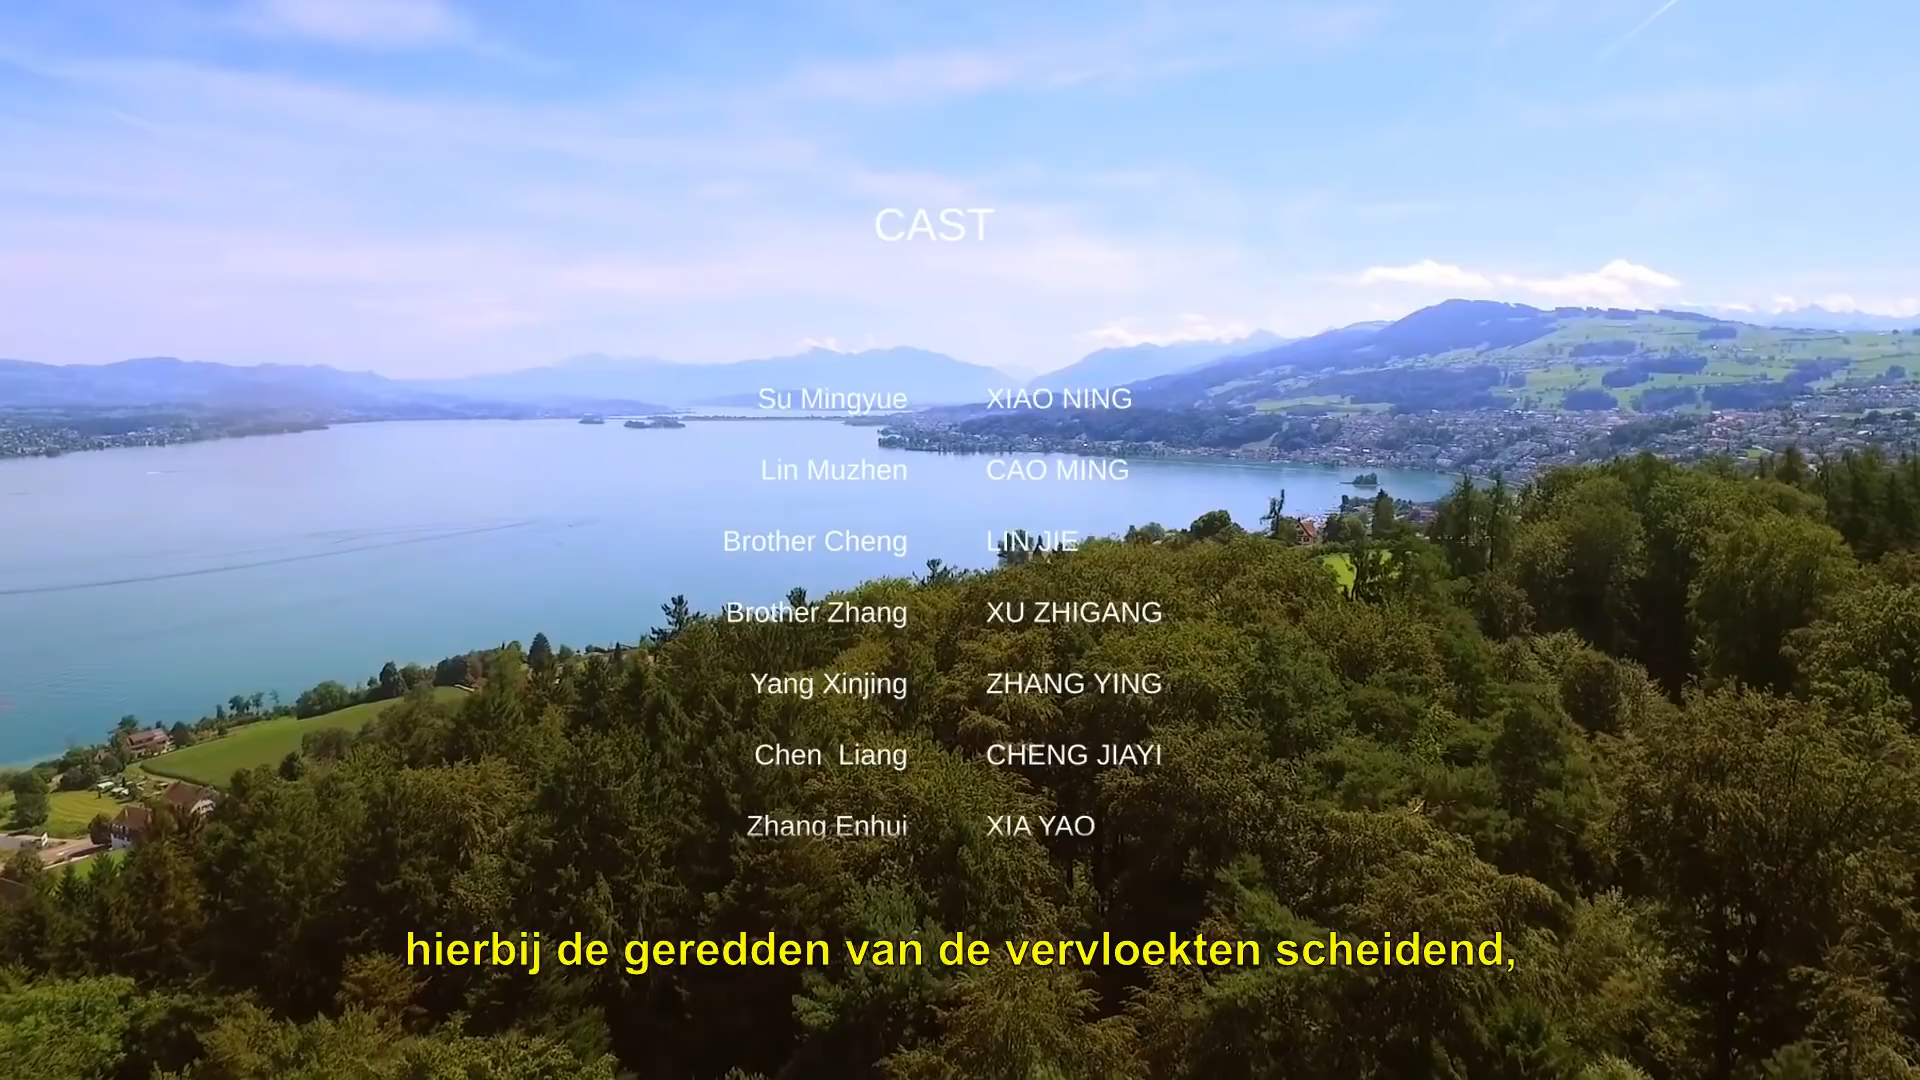 CAST
Su Mingyue XIAO NING
Lin Muzhen CAO MING
Brother Cheng LIN JIE
Brother Zhang XU ZHIGANG
Yang Xinjing ZHANG YING
Chen  Liang CHENG JIAYI
Zhang Enhui XIA YAO
hierbij de geredden van de vervloekten scheidend,